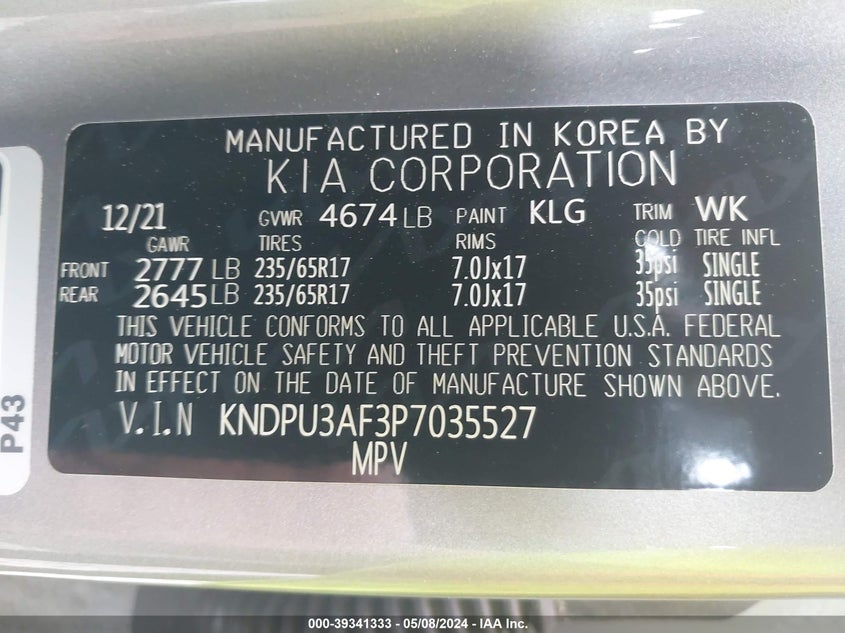 MANUFACTURED IN KOREA BY
KIA CORPORATION
12/21 GVWR 4674 LB PAINT KLG TRIM WK
GAWR TIRES RIMS COLD TIRE INFL
FRONT 2777 LB 235/65R17 7.0Jx17 35psi SINGLE
REAR 2645 LB 235/65R17 7.0Jx17 35psi SINGLE
THIS VEHICLE CONFORMS TO ALL APPLICABLE U.S.A. FEDERAL
MOTOR VEHICLE SAFETY AND THEFT PREVENTION STANDARDS
IN EFFECT ON THE DATE OF MANUFACTURE SHOWN ABOVE.
V.I.N KNDPU3AF3P7035527
MPV
P43
000-39341333 - 05/08/2024 - IAA Inc.